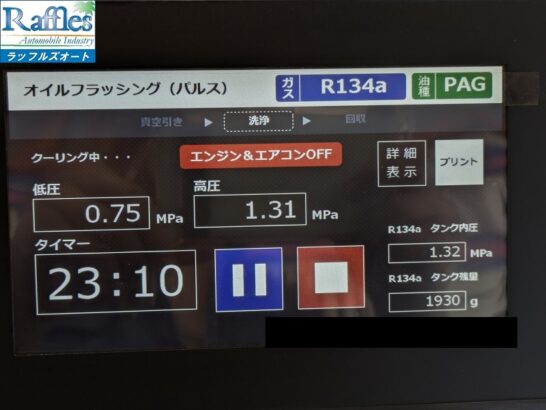 Raffles
Automobile Industry
ラッフルズオート
オイルフラッシング（パルス） ガス R134a 油種 PAG
真空引き ▶ 洗浄 ▶ 回収
クーリング中・・・ エンジン＆エアコンOFF 詳細表示 プリント
低圧 高圧
0.75 MPa 1.31 MPa
タイマー
23:10
R134a タンク内圧
1.32 MPa
R134a タンク残量
1930 g